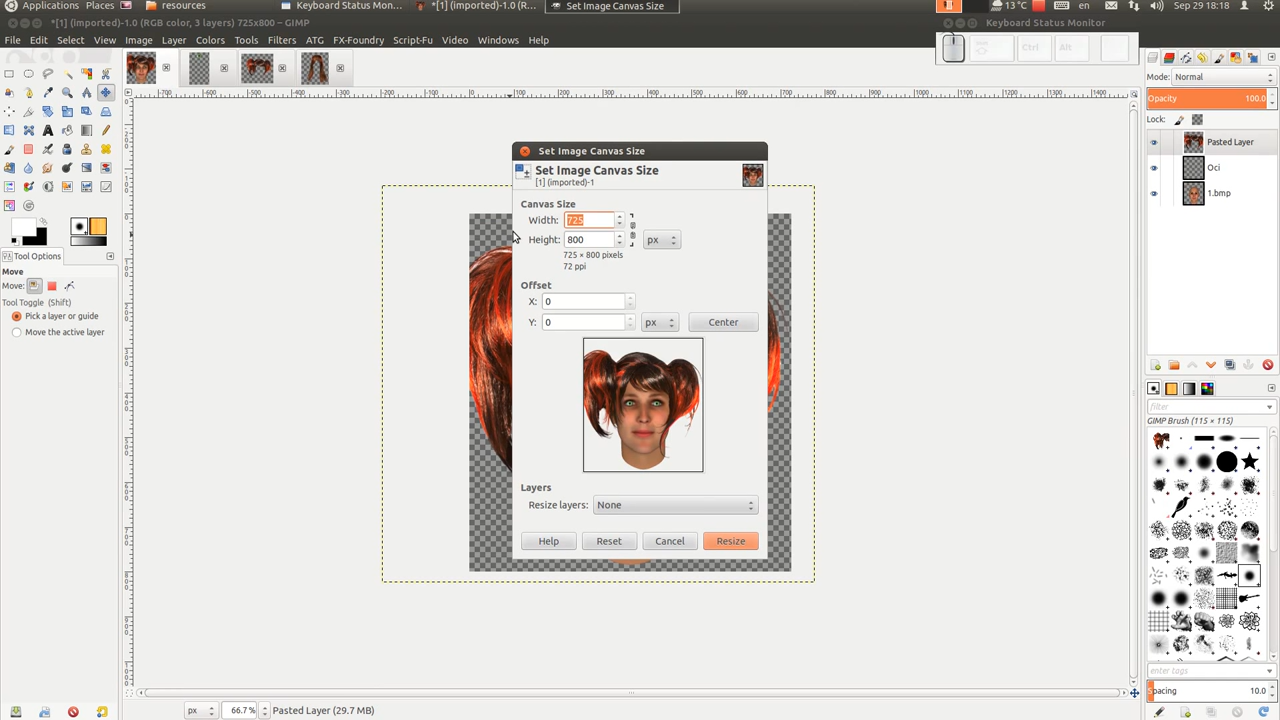 Applications Places resources Keyboard Status M... *[1] (imported)-1.0 (R... Set Image Canvas Size 13 °C en Sep 29 18:18
*[1] (imported)-1.0 (RGB color, 3 layers) 725x800 – GIMP
Keyboard Status Monitor
File Edit Select View Image Layer Colors Tools Filters ATG FX-Foundry Script-Fu Video Windows Help
Ctrl Alt
Mode: Normal
Opacity 100.0
Lock:
Pasted Layer
Oci
1.bmp
Set Image Canvas Size
Set Image Canvas Size
[1] (imported)-1
Canvas Size
Width: 725
Height: 800 px
725 × 800 pixels
72 ppi
Offset
X: 0
Y: 0 px Center
Layers
Resize layers: None
Help Reset Cancel Resize
Tool Options
Move
Move:
Tool Toggle (Shift)
Pick a layer or guide
Move the active layer
filter
GIMP Brush (115 × 115)
enter tags
Spacing 10.0
px 66.7% Pasted Layer (29.7 MB)